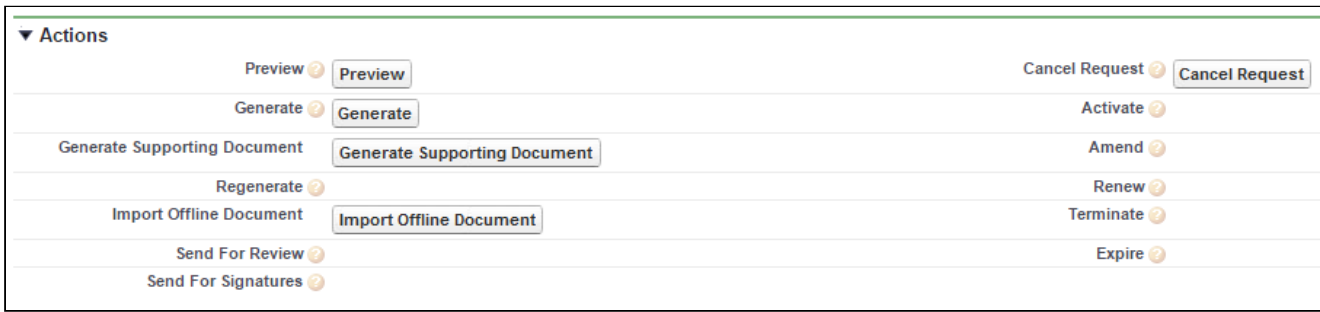 Actions
Preview ? Preview Cancel Request ? Cancel Request
Generate ? Generate Activate ?
Generate Supporting Document Generate Supporting Document Amend ?
Regenerate ? Renew ?
Import Offline Document Import Offline Document Terminate ?
Send For Review ? Expire ?
Send For Signatures ?